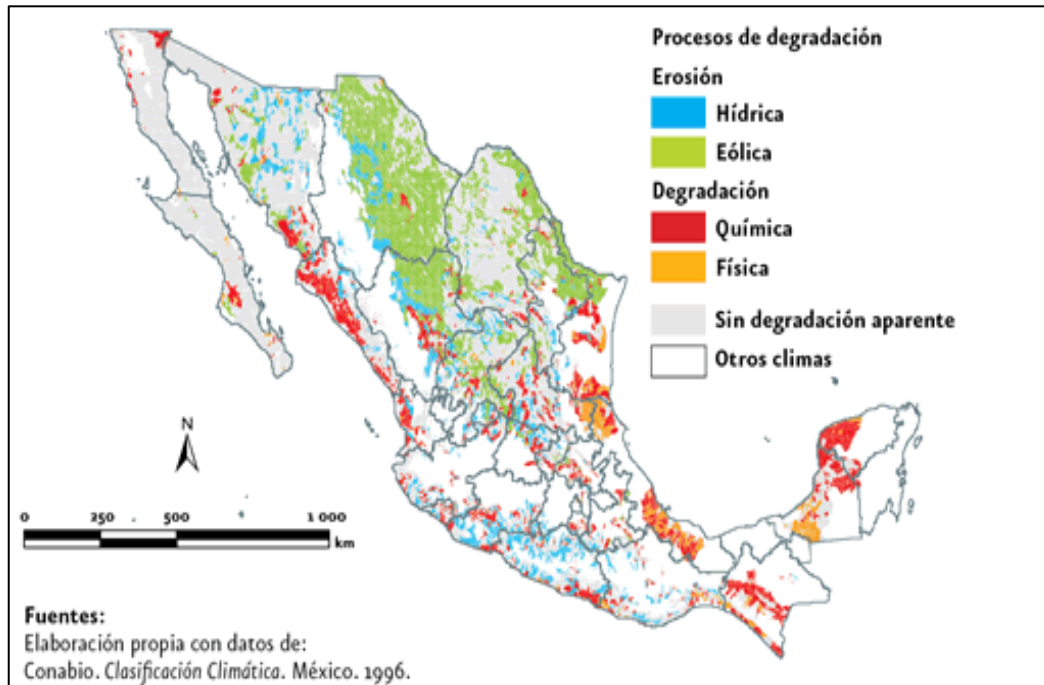 Procesos de degradación
Erosión
Hídrica
Eólica
Degradación
Química
Física
Sin degradación aparente
Otros climas
N
0 250 500 1 000
km
Fuentes:
Elaboración propia con datos de:
Conabio. Clasificación Climática. México. 1996.